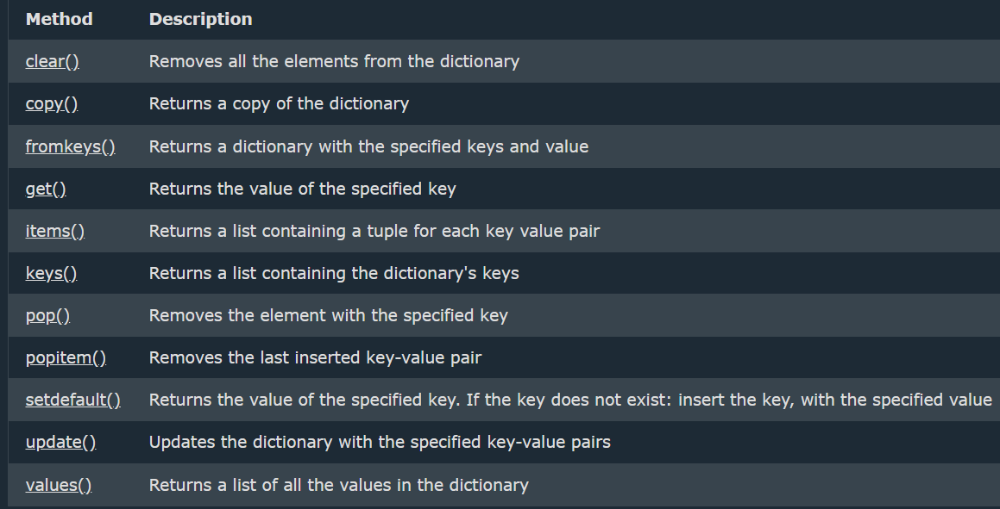 Method Description
clear() Removes all the elements from the dictionary
copy() Returns a copy of the dictionary
fromkeys() Returns a dictionary with the specified keys and value
get() Returns the value of the specified key
items() Returns a list containing a tuple for each key value pair
keys() Returns a list containing the dictionary's keys
pop() Removes the element with the specified key
popitem() Removes the last inserted key-value pair
setdefault() Returns the value of the specified key. If the key does not exist: insert the key, with the specified value
update() Updates the dictionary with the specified key-value pairs
values() Returns a list of all the values in the dictionary